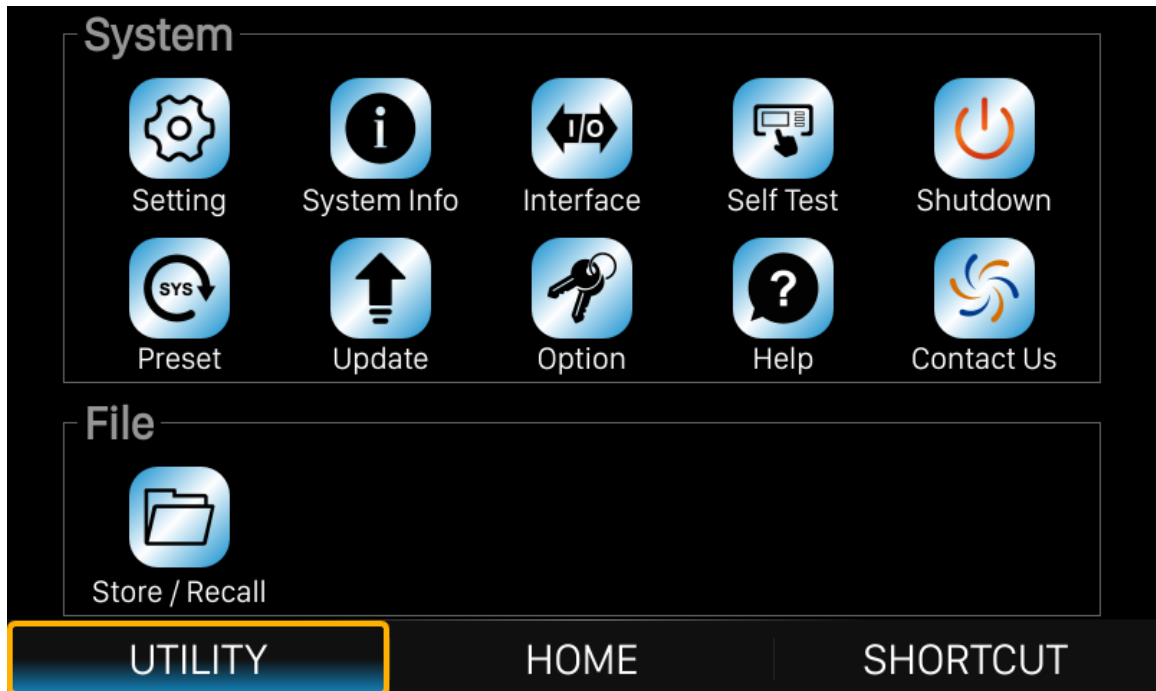 System
I/O
Setting
System Info
Interface
Self Test
Shutdown
SYS
?
Preset
Update
Option
Help
Contact Us
File
Store / Recall
UTILITY
HOME
SHORTCUT